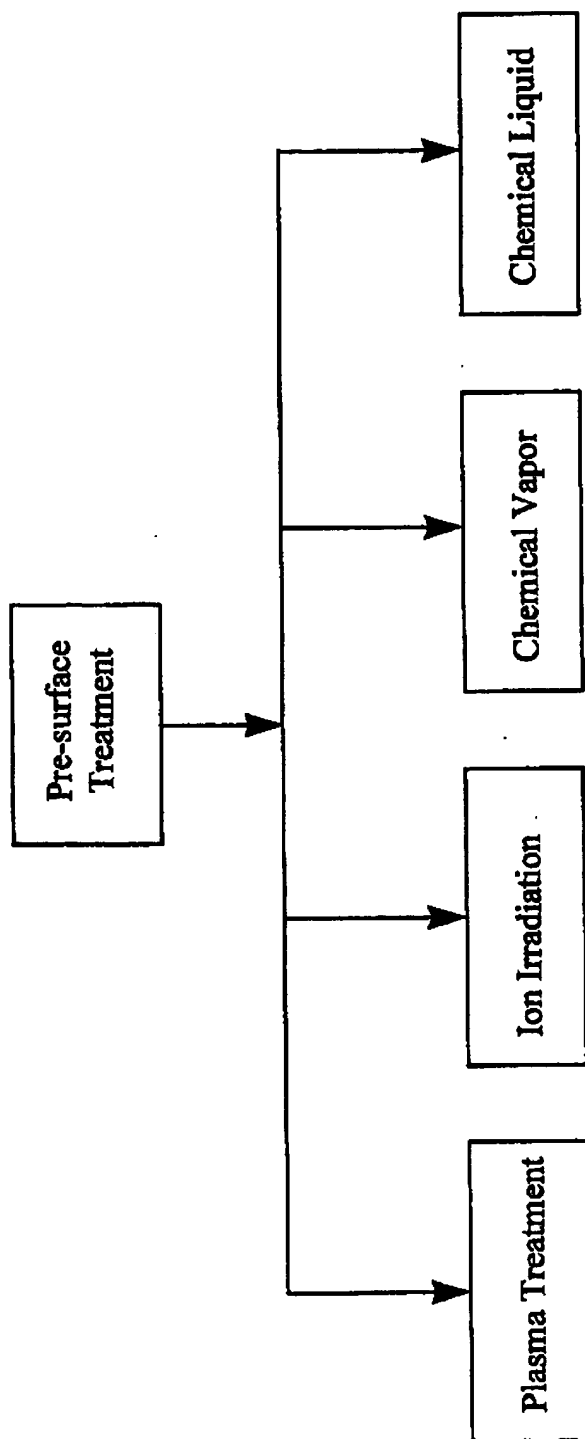 Pre-surface
Treatment
Plasma Treatment
Ion Irradiation
Chemical Vapor
Chemical Liquid